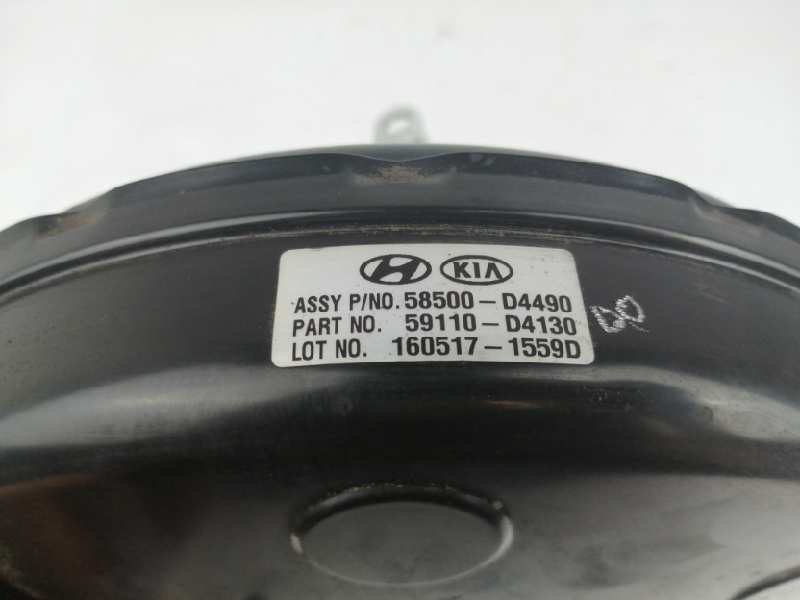 KIA
ASSY P/NO. 58500-D4490
PART NO. 59110-D4130
LOT NO. 160517-1559D